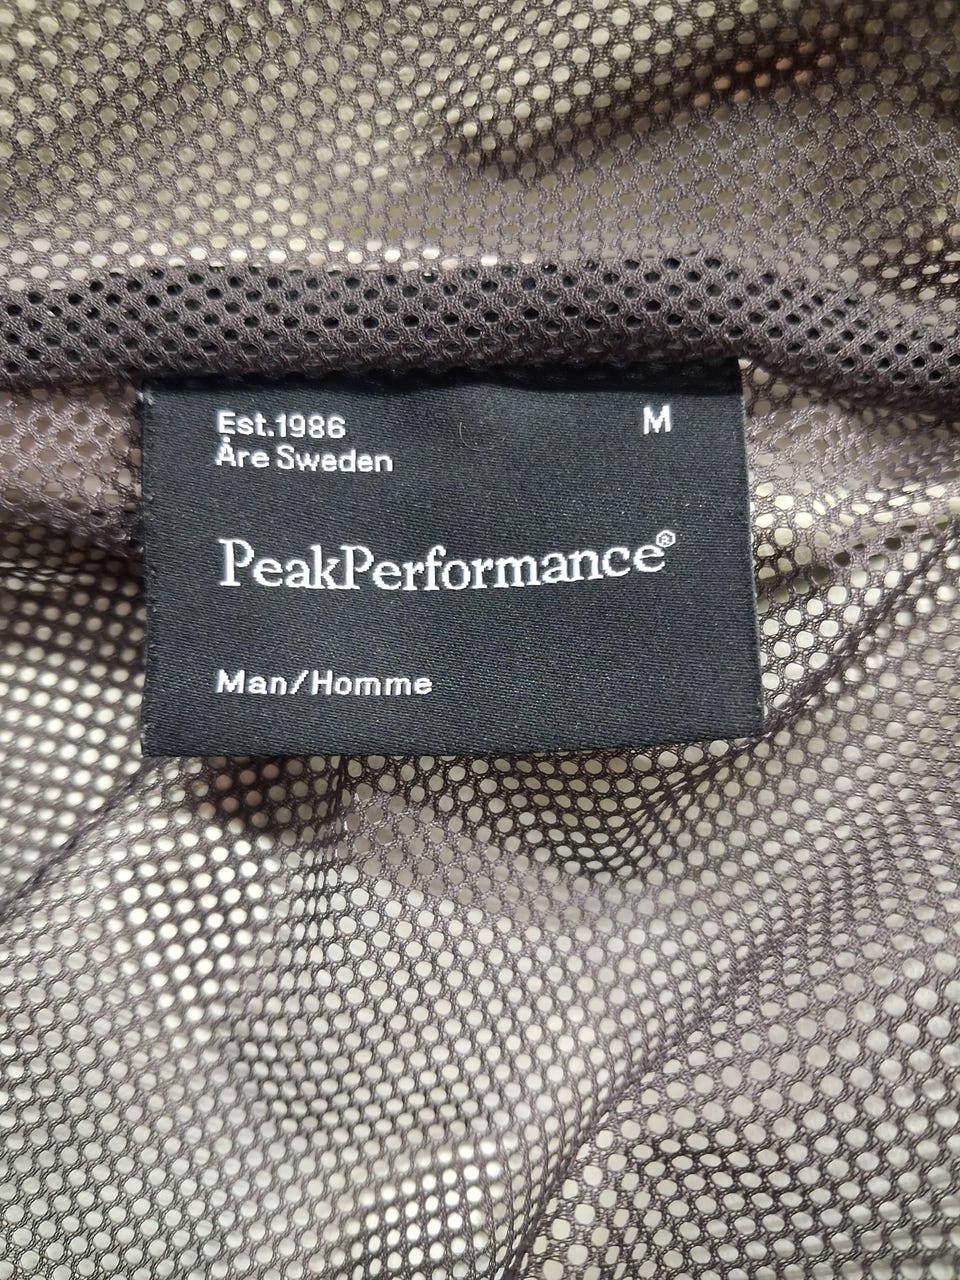 Est.1986 M
Åre Sweden
PeakPerformance®
Man/Homme